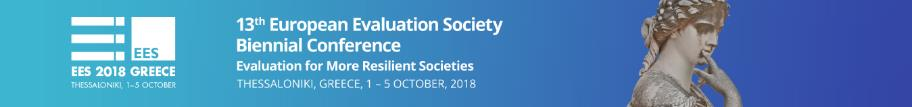 EES
EES 2018 GREECE
THESSALONIKI, 1–5 OCTOBER
13th European Evaluation Society
Biennial Conference
Evaluation for More Resilient Societies
THESSALONIKI, GREECE, 1 – 5 OCTOBER, 2018